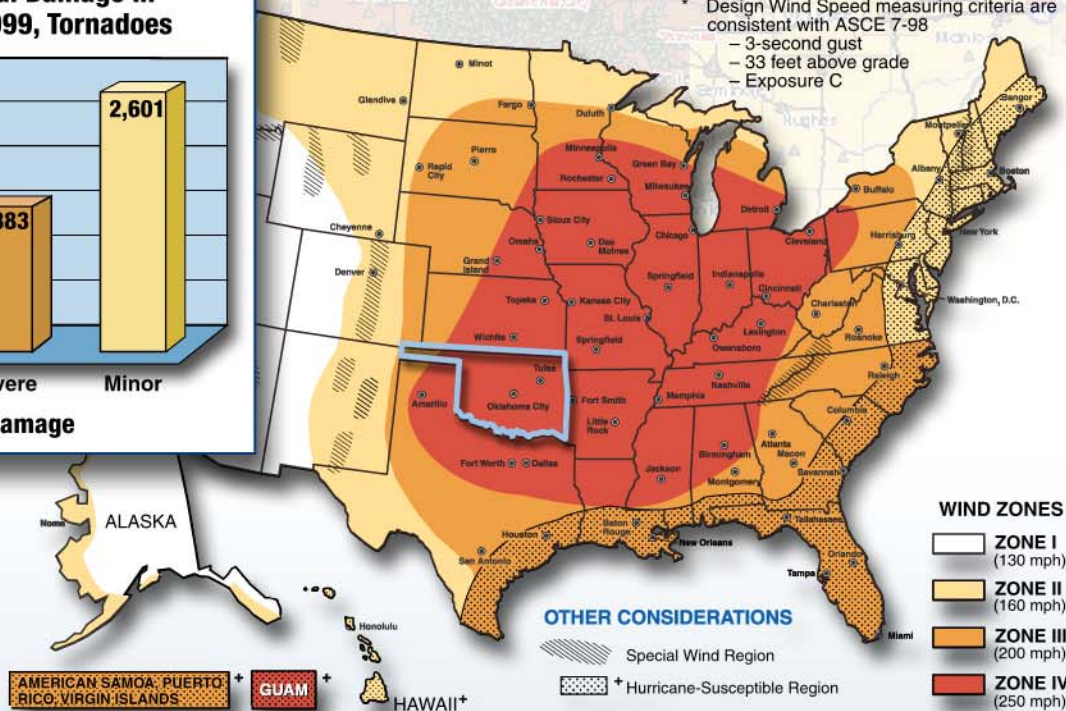 al Damage in
999, Tornadoes
2,601
383
vere
Minor
amage
* Design Wind Speed measuring criteria are
consistent with ASCE 7-98
– 3-second gust
– 33 feet above grade
– Exposure C
Minot
Glendive
Fargo
Duluth
Bangor
Montpelier
Pierre
Rapid
City
Minneapolis
Green Bay
Rochester
Milwaukee
Albany
Boston
Buffalo
Detroit
Sioux City
Cheyenne
Omaha
Des
Moines
Chicago
Cleveland
Harrisburg
New York
Denver
Grand
Island
Springfield
Indianapolis
Cincinnati
Washington, D.C.
Topeka
Kansas City
Charleston
St. Louis
Lexington
Roanoke
Wichita
Springfield
Owensboro
Raleigh
Tulsa
Nashville
Amarillo
Oklahoma City
Fort Smith
Memphis
Columbia
Little
Rock
Atlanta
Macon
Birmingham
Fort Worth
Dallas
Jackson
Montgomery
Savannah
Houston
Baton
Rouge
New Orleans
Tallahassee
San Antonio
Orlando
Tampa
Miami
Nome
ALASKA
Honolulu
HAWAII+
AMERICAN SAMOA, PUERTO
RICO, VIRGIN ISLANDS
+
GUAM
+
OTHER CONSIDERATIONS
Special Wind Region
+ Hurricane-Susceptible Region
WIND ZONES
ZONE I
(130 mph)
ZONE II
(160 mph)
ZONE III
(200 mph)
ZONE IV
(250 mph)